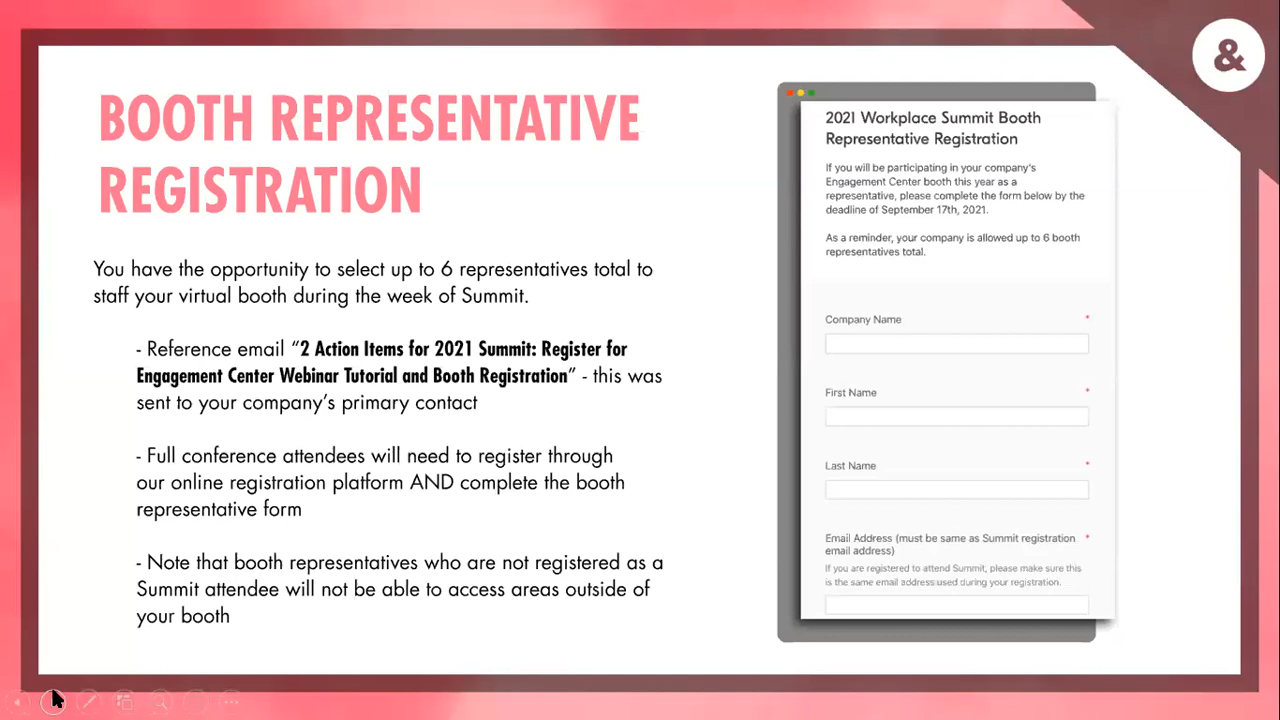 &
BOOTH REPRESENTATIVE
REGISTRATION
You have the opportunity to select up to 6 representatives total to
staff your virtual booth during the week of Summit.
- Reference email “2 Action Items for 2021 Summit: Register for
Engagement Center Webinar Tutorial and Booth Registration” - this was
sent to your company’s primary contact
- Full conference attendees will need to register through
our online registration platform AND complete the booth
representative form
- Note that booth representatives who are not registered as a
Summit attendee will not be able to access areas outside of
your booth
2021 Workplace Summit Booth
Representative Registration
If you will be participating in your company's
Engagement Center booth this year as a
representative, please complete the form below by the
deadline of September 17th, 2021.
As a reminder, your company is allowed up to 6 booth
representatives total.
Company Name *
First Name *
Last Name *
Email Address (must be same as Summit registration *
email address)
If you are registered to attend Summit, please make sure this
is the same email address used during your registration.